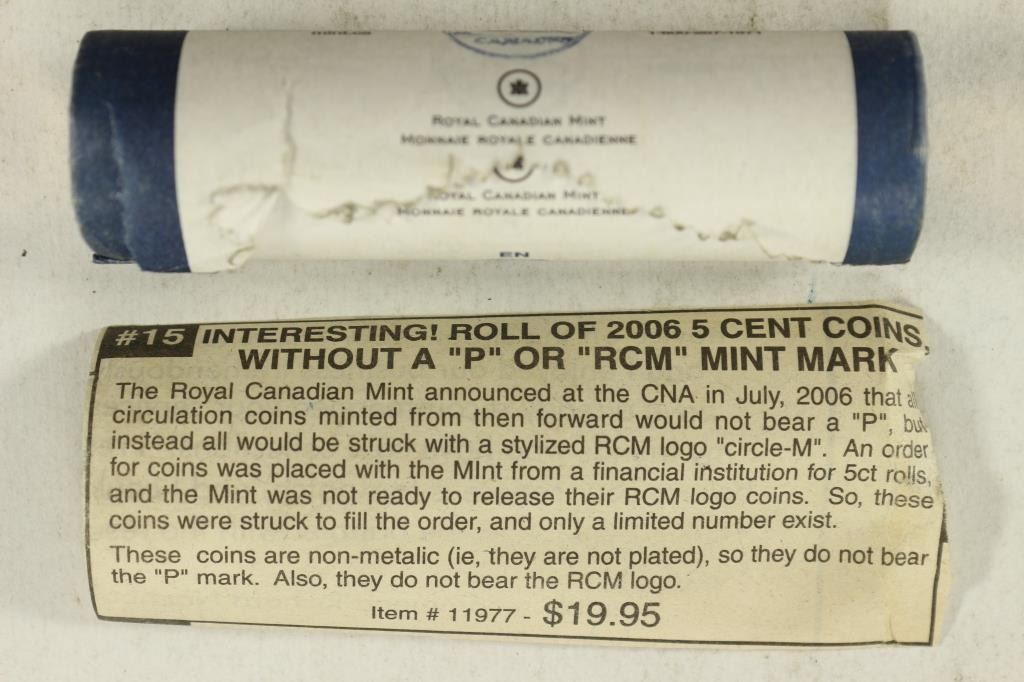 CANADIAN
ROYAL CANADIAN MINT
MONNAIE ROYALE CANADIENNE
ROYAL CANADIAN MINT
MONNAIE ROYALE CANADIENNE
EN
#15 INTERESTING! ROLL OF 2006 5 CENT COINS,
WITHOUT A "P" OR "RCM" MINT MARK
The Royal Canadian Mint announced at the CNA in July, 2006 that all
circulation coins minted from then forward would not bear a "P", but
instead all would be struck with a stylized RCM logo "circle-M". An order
for coins was placed with the MInt from a financial institution for 5ct rolls,
and the Mint was not ready to release their RCM logo coins. So, these
coins were struck to fill the order, and only a limited number exist.
These coins are non-metalic (ie, they are not plated), so they do not bear
the "P" mark. Also, they do not bear the RCM logo.
Item # 11977 - $19.95